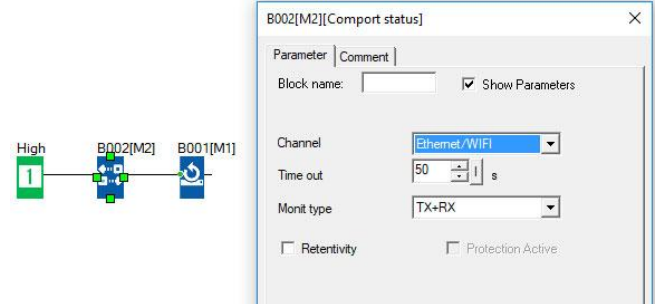 B002[M2][Comport status]
Parameter
Comment
Block name:
Show Parameters
High
B002[M2]
B001[M1]
1
Channel
Ethernet/WIFI
Time out
50
s
Monit type
TX+RX
Retentivity
Protection Active